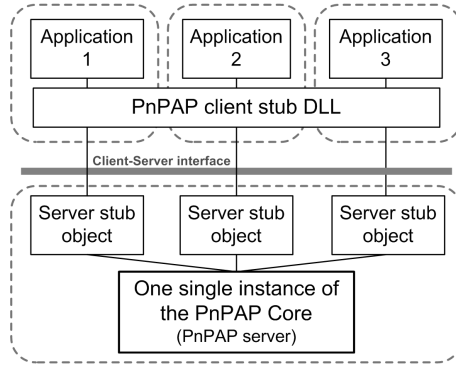 Application
1
Application
2
Application
3
PnPAP client stub DLL
Client-Server interface
Server stub
object
Server stub
object
Server stub
object
One single instance of
the PnPAP Core
(PnPAP server)